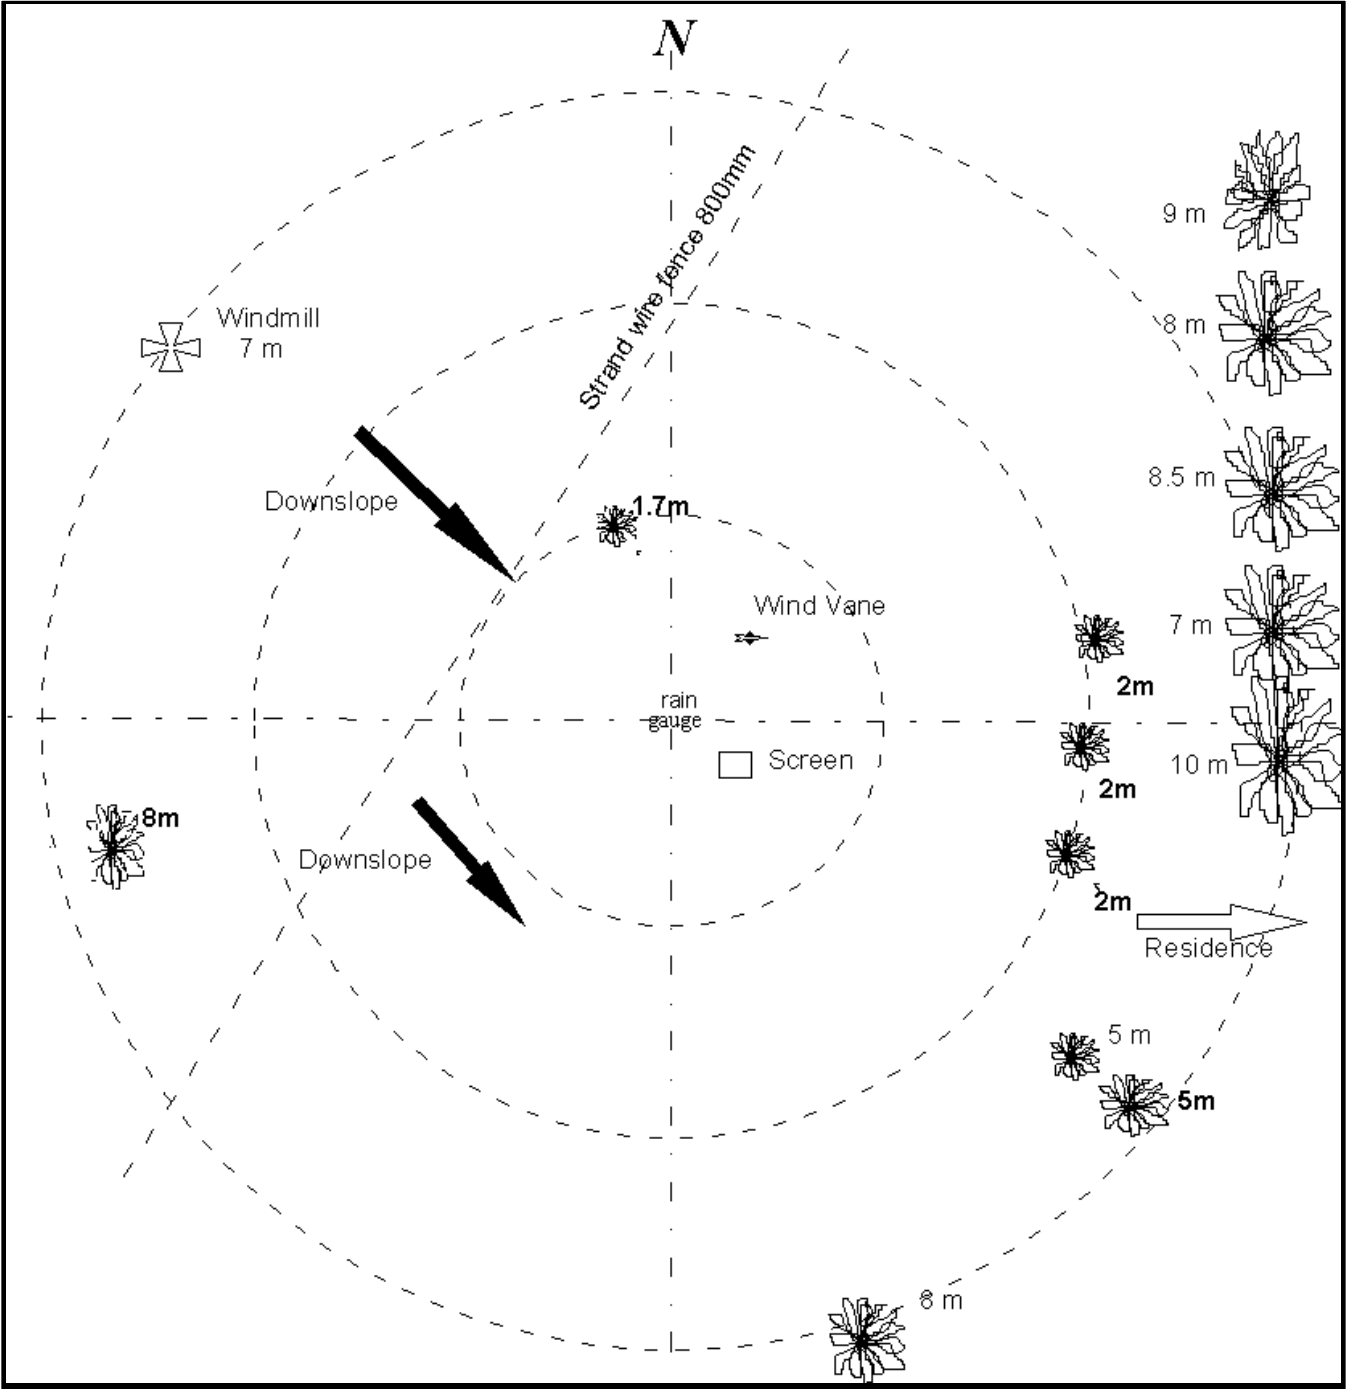 N
Strand wire fence 800mm
9 m
Windmill
7 m
8 m
8.5 m
Downslope
1.7m
Wind Vane
7 m
2m
rain
gauge
Screen
10 m
2m
8m
Downslope
2m
Residence
5 m
5m
8 m